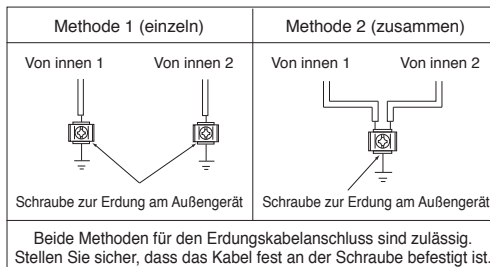 Methode 1 (einzeln)
Methode 2 (zusammen)
Von innen 1
Von innen 2
Von innen 1
Von innen 2
Schraube zur Erdung am Außengerät
Schraube zur Erdung am Außengerät
Beide Methoden für den Erdungskabelanschluss sind zulässig.
Stellen Sie sicher, dass das Kabel fest an der Schraube befestigt ist.